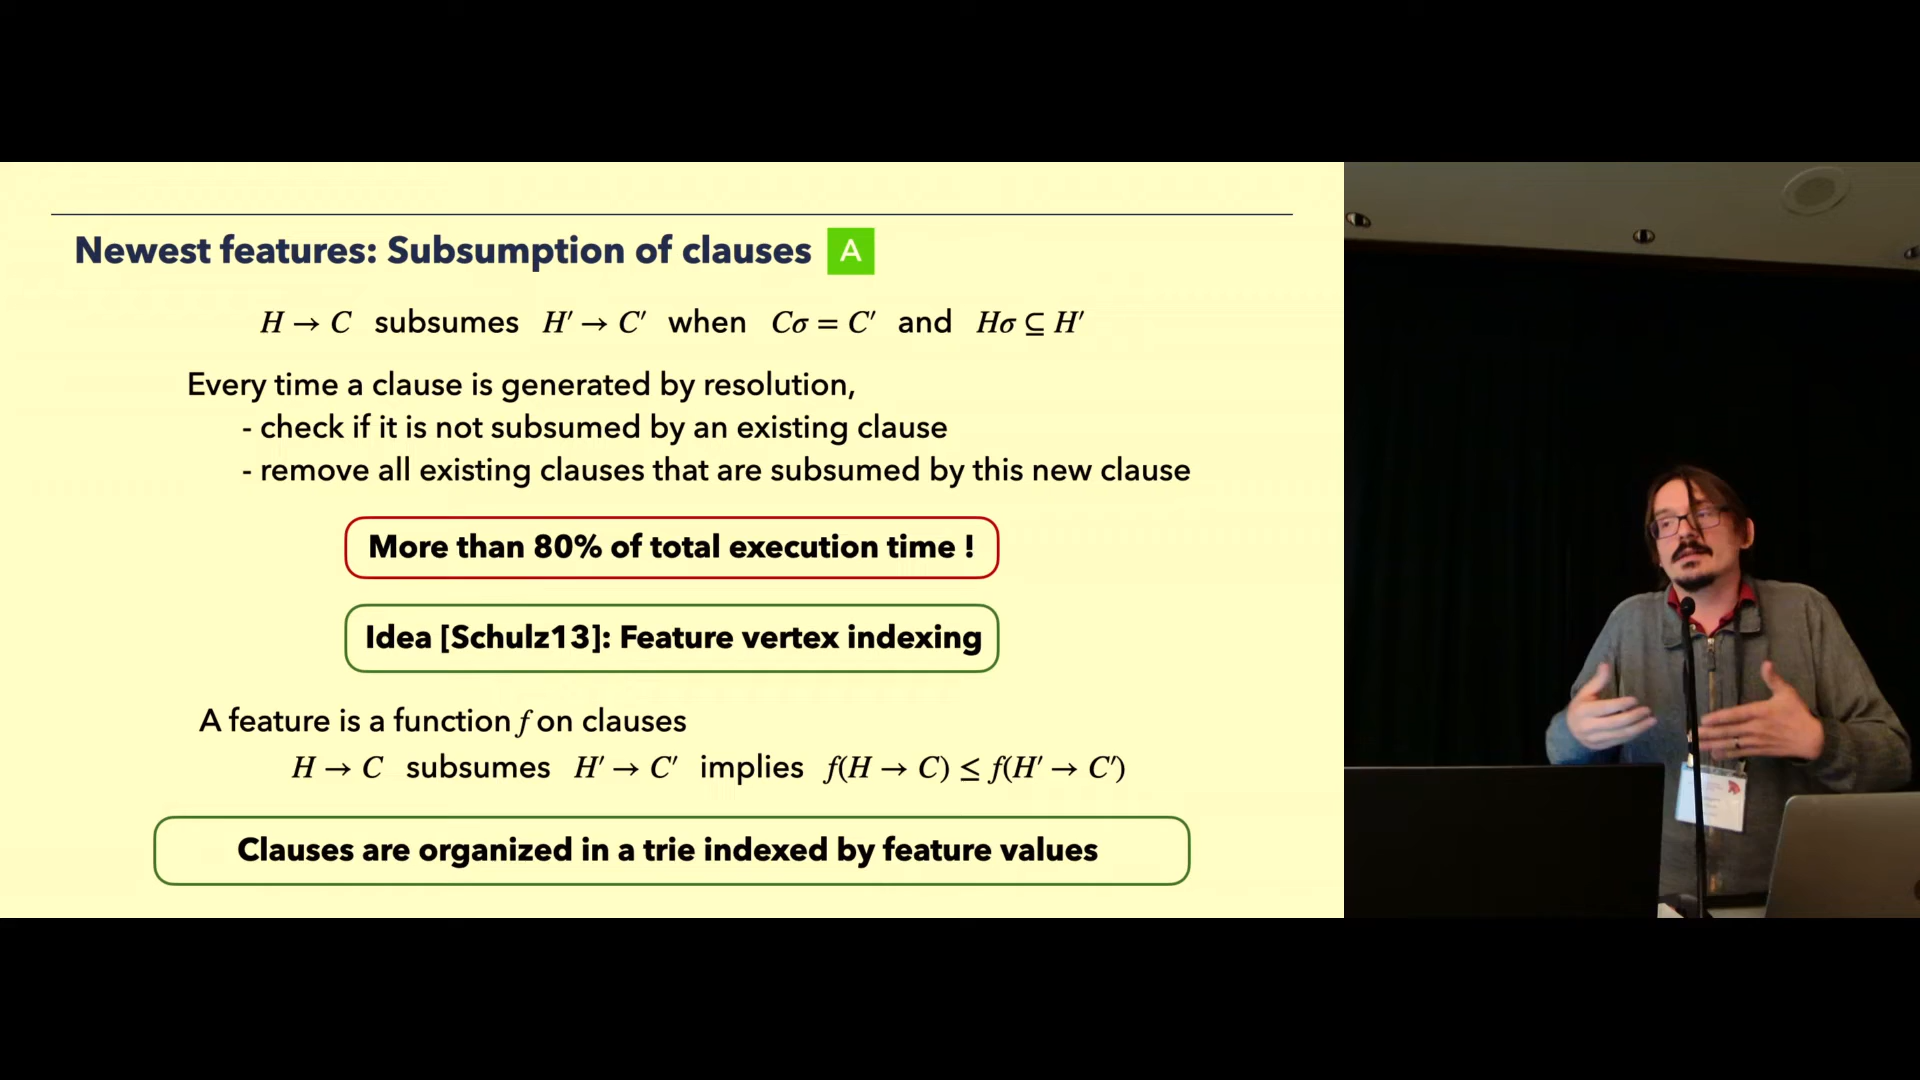 Newest features: Subsumption of clauses A
H → C subsumes H′ → C′ when Cσ = C′ and Hσ ⊆ H′
Every time a clause is generated by resolution,
- check if it is not subsumed by an existing clause
- remove all existing clauses that are subsumed by this new clause
More than 80% of total execution time !
Idea [Schulz13]: Feature vertex indexing
A feature is a function f on clauses
H → C subsumes H′ → C′ implies f(H → C) ≤ f(H′ → C′)
Clauses are organized in a trie indexed by feature values